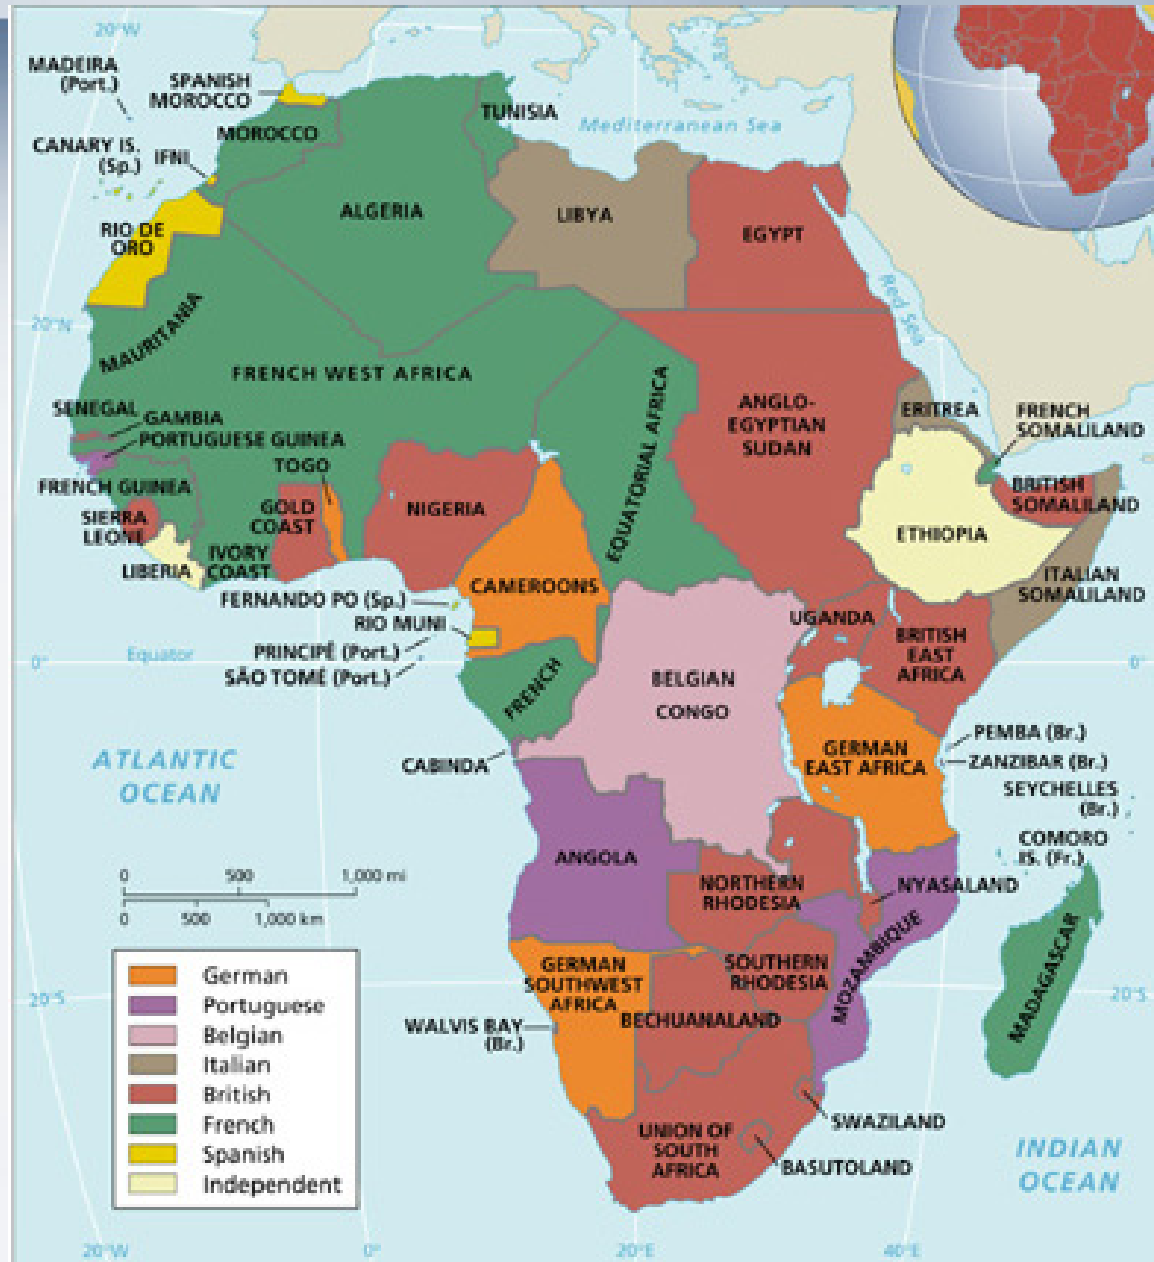 20°W
MADEIRA
(Port.)
SPANISH
MOROCCO
TUNISIA
Mediterranean Sea
MOROCCO
CANARY IS.
(Sp.)
IFNI
ALGERIA
LIBYA
EGYPT
RIO DE
ORO
Red Sea
20°N
MAURITANIA
FRENCH WEST AFRICA
EQUATORIAL AFRICA
ANGLO-
EGYPTIAN
SUDAN
ERITREA
FRENCH
SOMALILAND
SENEGAL
GAMBIA
PORTUGUESE GUINEA
TOGO
FRENCH GUINEA
GOLD
COAST
NIGERIA
BRITISH
SOMALILAND
SIERRA
LEONE
ETHIOPIA
IVORY
COAST
LIBERIA
CAMEROONS
ITALIAN
SOMALILAND
FERNANDO PO (Sp.)
RIO MUNI
UGANDA
BRITISH
EAST
AFRICA
0°
Equator
PRINCIPÉ (Port.)
SÃO TOMÉ (Port.)
FRENCH
BELGIAN
CONGO
0°
ATLANTIC
OCEAN
CABINDA
GERMAN
EAST AFRICA
PEMBA (Br.)
ZANZIBAR (Br.)
SEYCHELLES
(Br.)
COMORO
IS. (Fr.)
ANGOLA
0 500 1,000 mi
0 500 1,000 km
NORTHERN
RHODESIA
NYASALAND
MOZAMBIQUE
MADAGASCAR
GERMAN
SOUTHWEST
AFRICA
SOUTHERN
RHODESIA
20°S
20°S
WALVIS BAY
(Br.)
BECHUANALAND
German
Portuguese
Belgian
Italian
British
French
Spanish
Independent
SWAZILAND
UNION OF
SOUTH
AFRICA
BASUTOLAND
INDIAN
OCEAN
20°W
0°
20°E
40°E